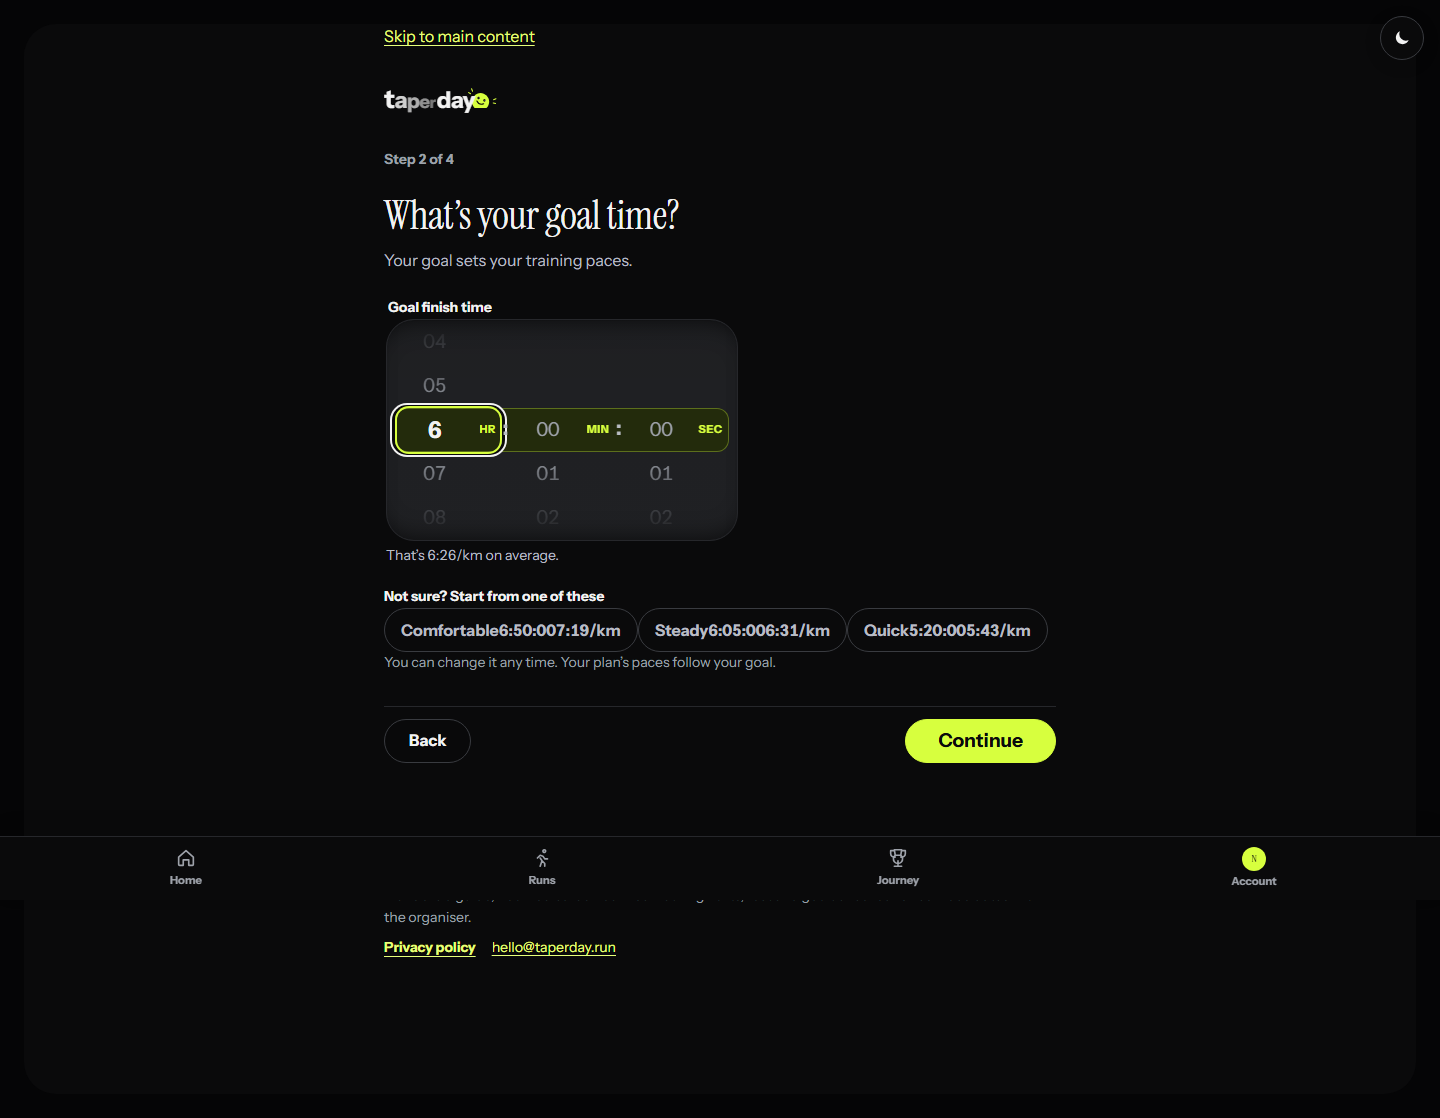 Skip to main content
taperday
Step 2 of 4
What's your goal time?
Your goal sets your training paces.
Goal finish time
04
05
6 HR : 00 MIN : 00 SEC
07 01 01
08 02 02
That's 6:26/km on average.
Not sure? Start from one of these
Comfortable6:50:007:19/km Steady6:05:006:31/km Quick5:20:005:43/km
You can change it any time. Your plan's paces follow your goal.
Back Continue
Home Runs Journey N Account
the organiser.
Privacy policy hello@taperday.run